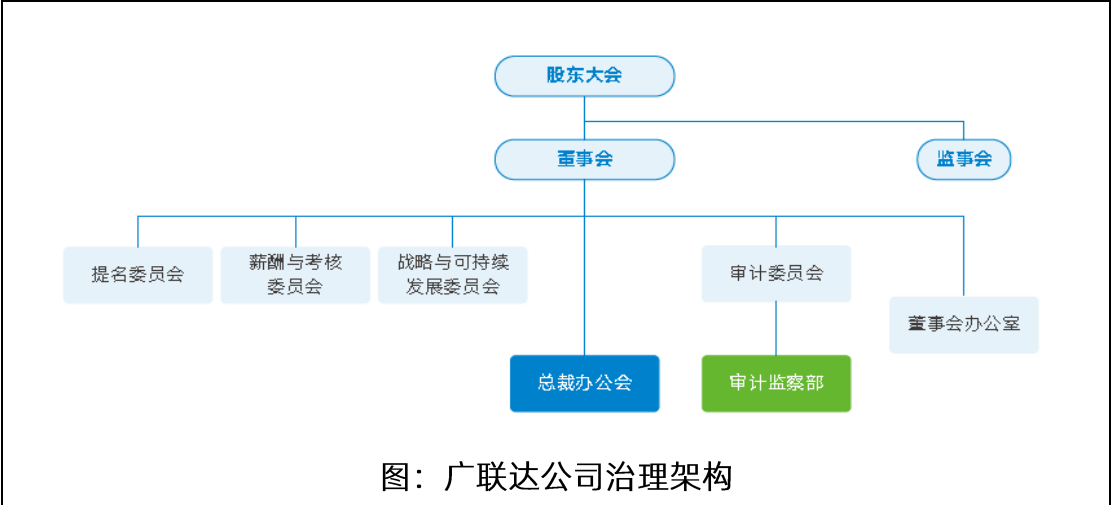 股东大会
董事会
监事会
提名委员会
薪酬与考核
委员会
战略与可持续
发展委员会
审计委员会
董事会办公室
总裁办公会
审计监察部
图：广联达公司治理架构